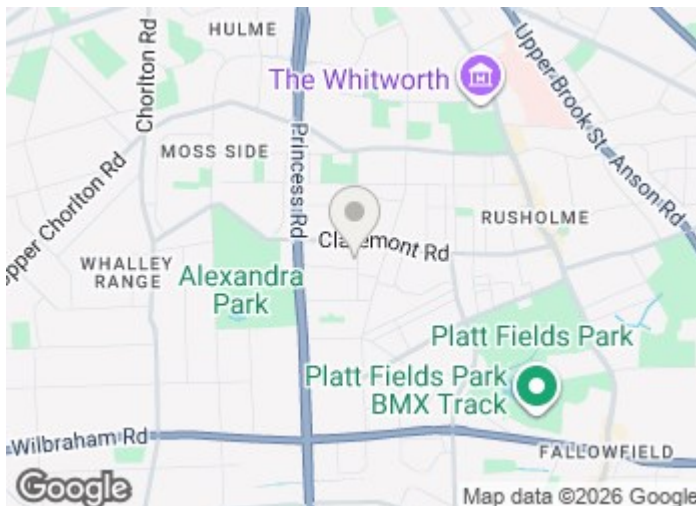 HULME
Chorlton Rd
Princess Rd
The Whitworth
Upper Brook St
Anson Rd
MOSS SIDE
Upper Chorlton Rd
RUSHOLME
Claremont Rd
WHALLEY
RANGE
Alexandra
Park
Platt Fields Park
Platt Fields Park
BMX Track
Wilbraham Rd
FALLOWFIELD
Google
Map data ©2026 Google